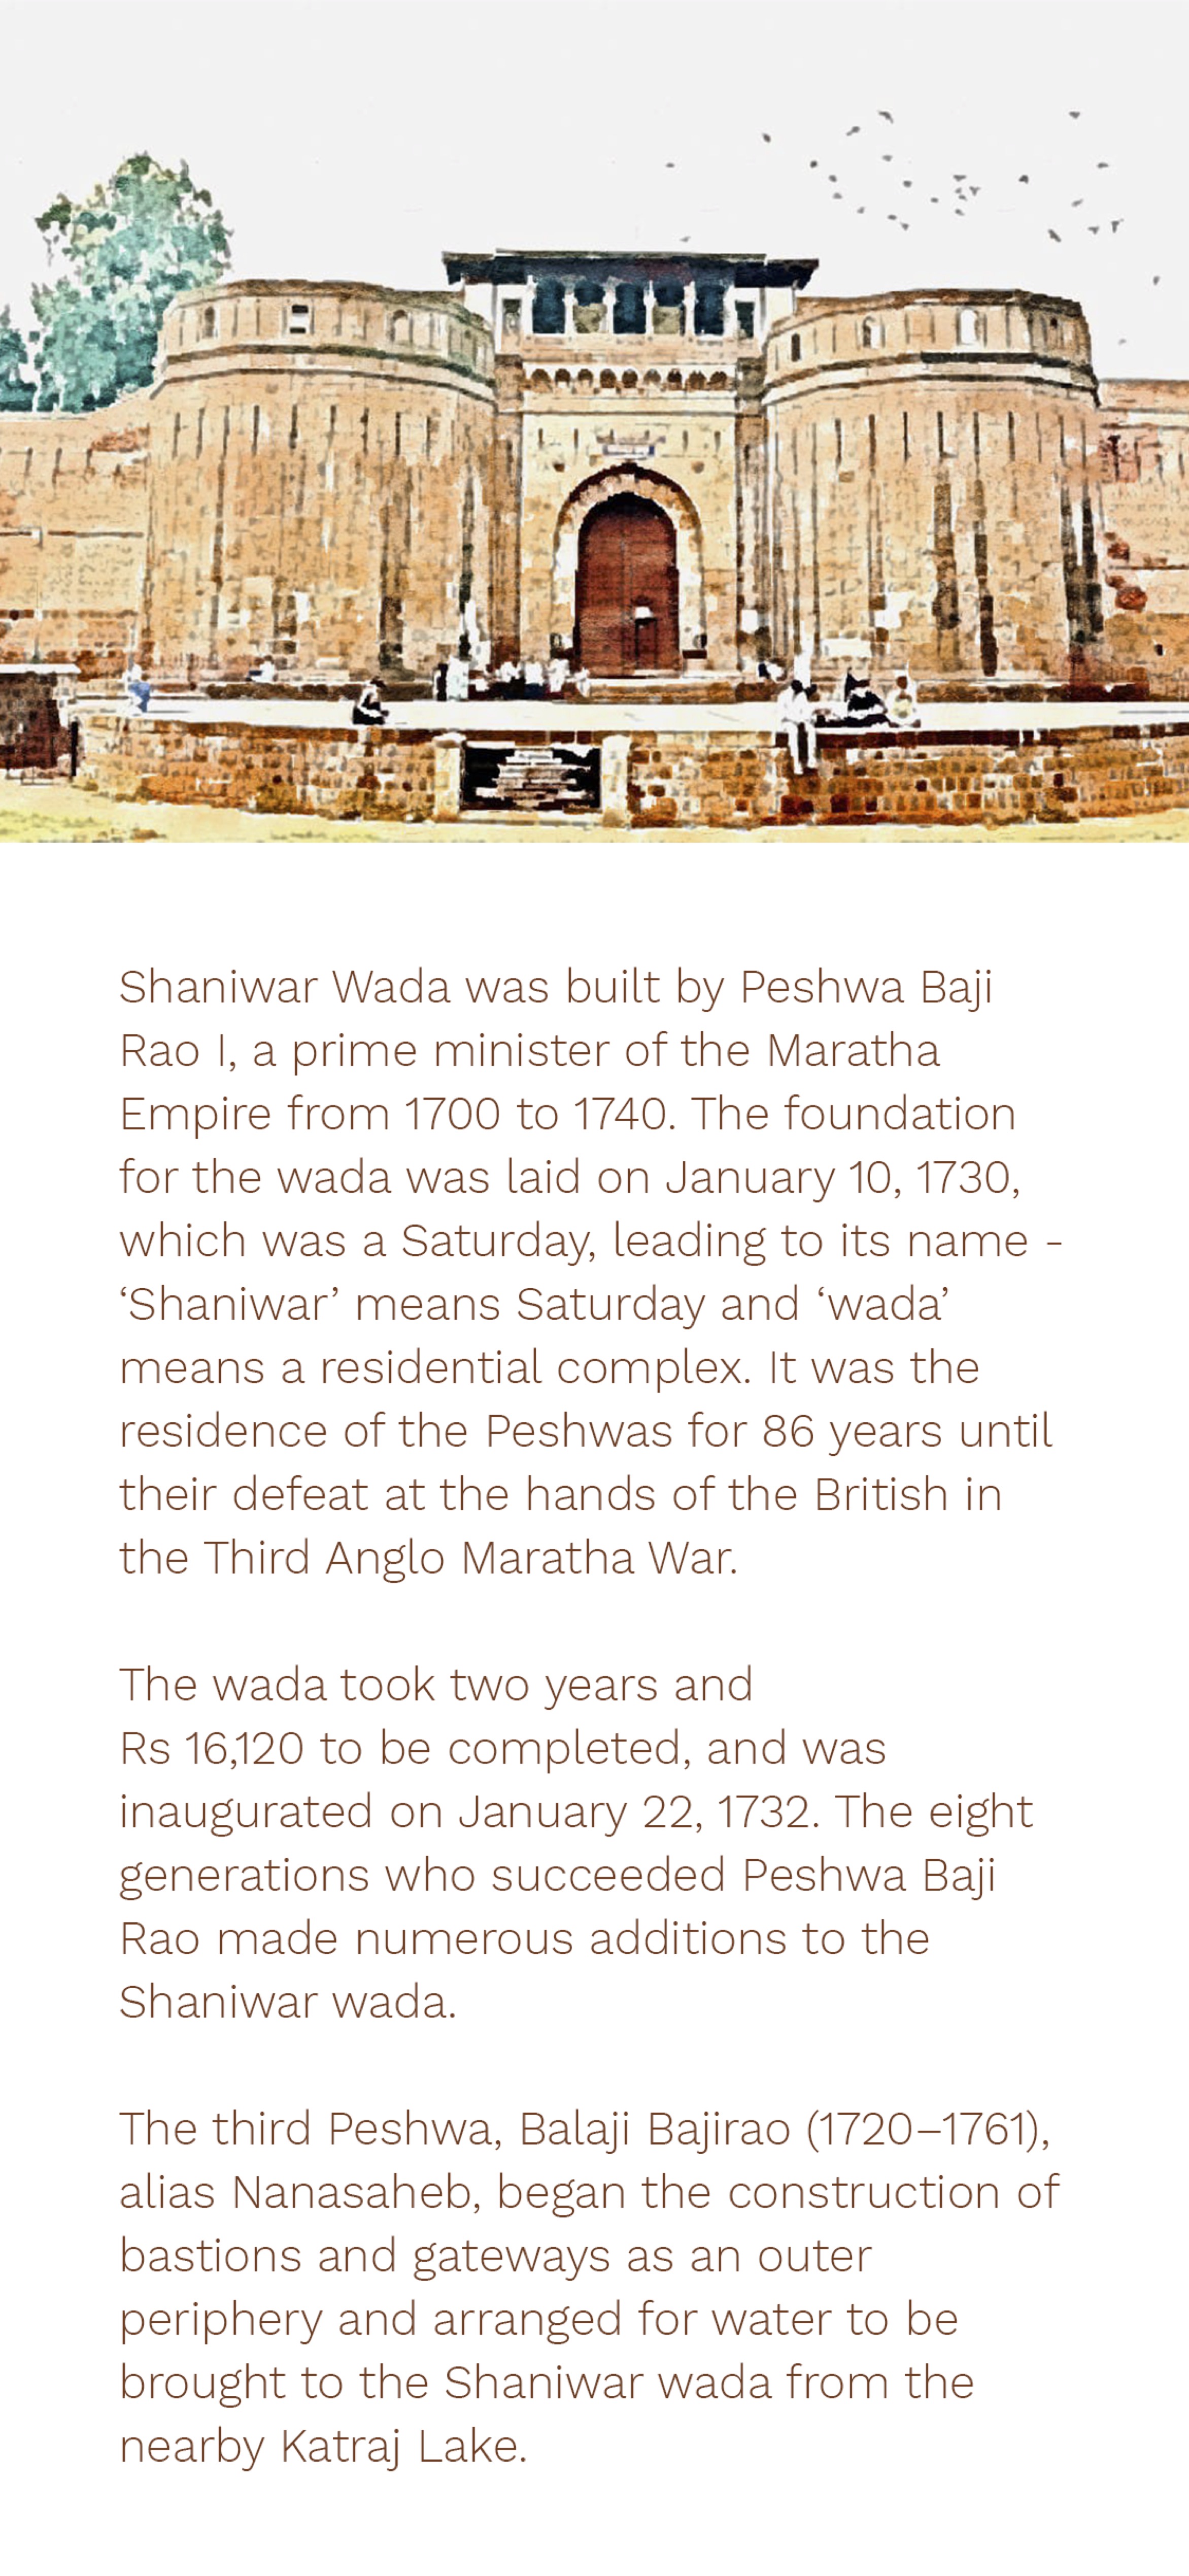 Shaniwar Wada was built by Peshwa Baji
Rao I, a prime minister of the Maratha
Empire from 1700 to 1740. The foundation
for the wada was laid on January 10, 1730,
which was a Saturday, leading to its name -
‘Shaniwar’ means Saturday and ‘wada’
means a residential complex. It was the
residence of the Peshwas for 86 years until
their defeat at the hands of the British in
the Third Anglo Maratha War.
The wada took two years and
Rs 16,120 to be completed, and was
inaugurated on January 22, 1732. The eight
generations who succeeded Peshwa Baji
Rao made numerous additions to the
Shaniwar wada.
The third Peshwa, Balaji Bajirao (1720–1761),
alias Nanasaheb, began the construction of
bastions and gateways as an outer
periphery and arranged for water to be
brought to the Shaniwar wada from the
nearby Katraj Lake.